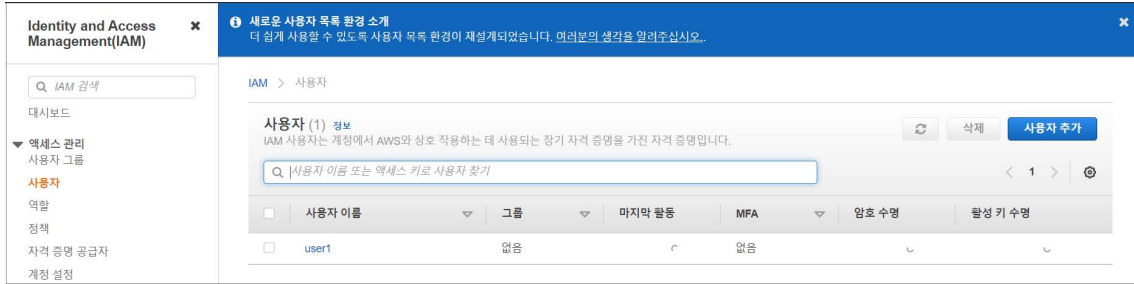 Identity and Access
Management(IAM)
IAM 검색
대시보드
액세스 관리
사용자 그룹
사용자
역할
정책
자격 증명 공급자
계정 설정
새로운 사용자 목록 환경 소개
더 쉽게 사용할 수 있도록 사용자 목록 환경이 재설계되었습니다. 여러분의 생각을 알려주십시오..
IAM > 사용자
사용자 (1) 정보
IAM 사용자는 계정에서 AWS와 상호 작용하는 데 사용되는 장기 자격 증명을 가진 자격 증명입니다.
삭제
사용자 추가
사용자 이름 또는 액세스 키로 사용자 찾기
< 1 >
사용자 이름 그룹 마지막 활동 MFA 암호 수명 활성 키 수명
user1 없음 없음